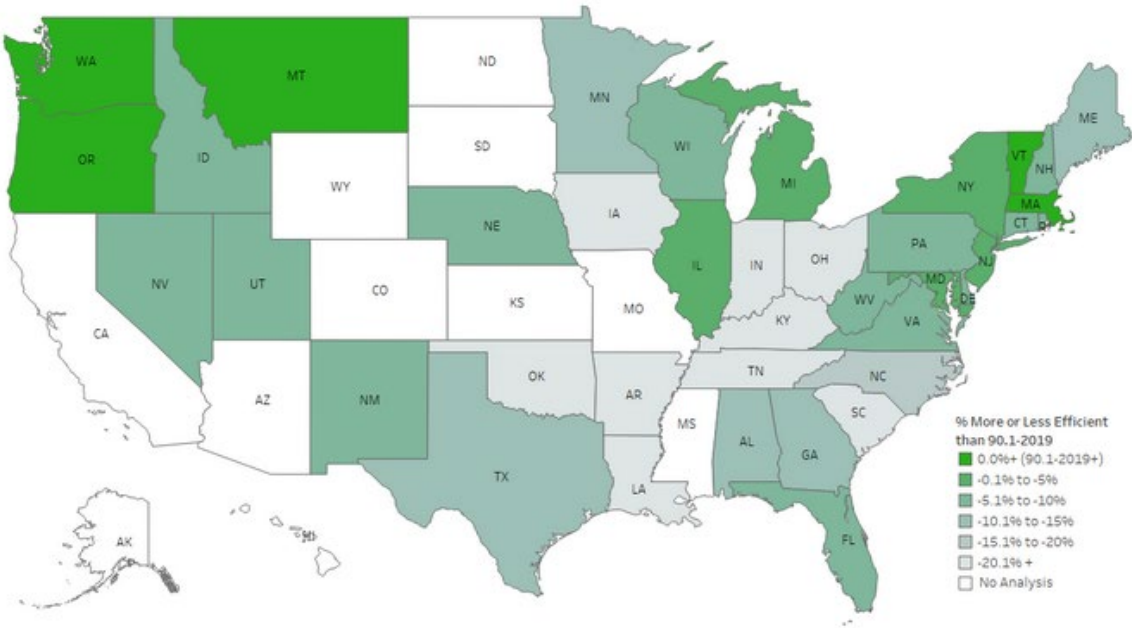 WA
MT
ND
MN
ME
OR
ID
SD
WI
VT
NH
WY
MI
NY
MA
IA
CT
RI
NE
PA
NV
UT
CO
IL
IN
OH
NJ
MD
DE
CA
KS
MO
WV
VA
KY
AZ
NM
OK
AR
TN
NC
MS
AL
GA
SC
TX
LA
FL
AK
HI
% More or Less Efficient
than 90.1-2019
0.0%+ (90.1-2019+)
-0.1% to -5%
-5.1% to -10%
-10.1% to -15%
-15.1% to -20%
-20.1% +
No Analysis